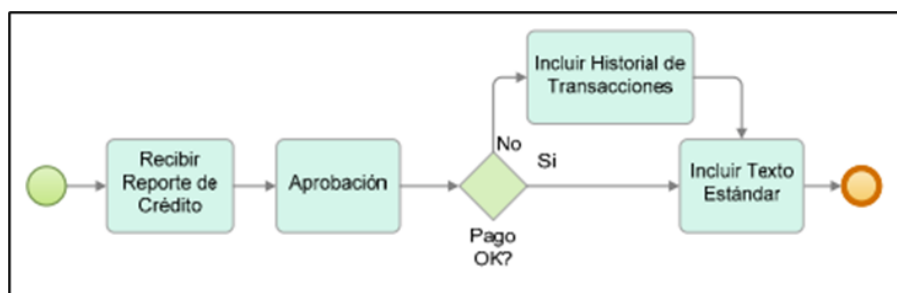 Recibir
Reporte de
Crédito
Aprobación
Pago
OK?
No
Si
Incluir Historial de
Transacciones
Incluir Texto
Estándar